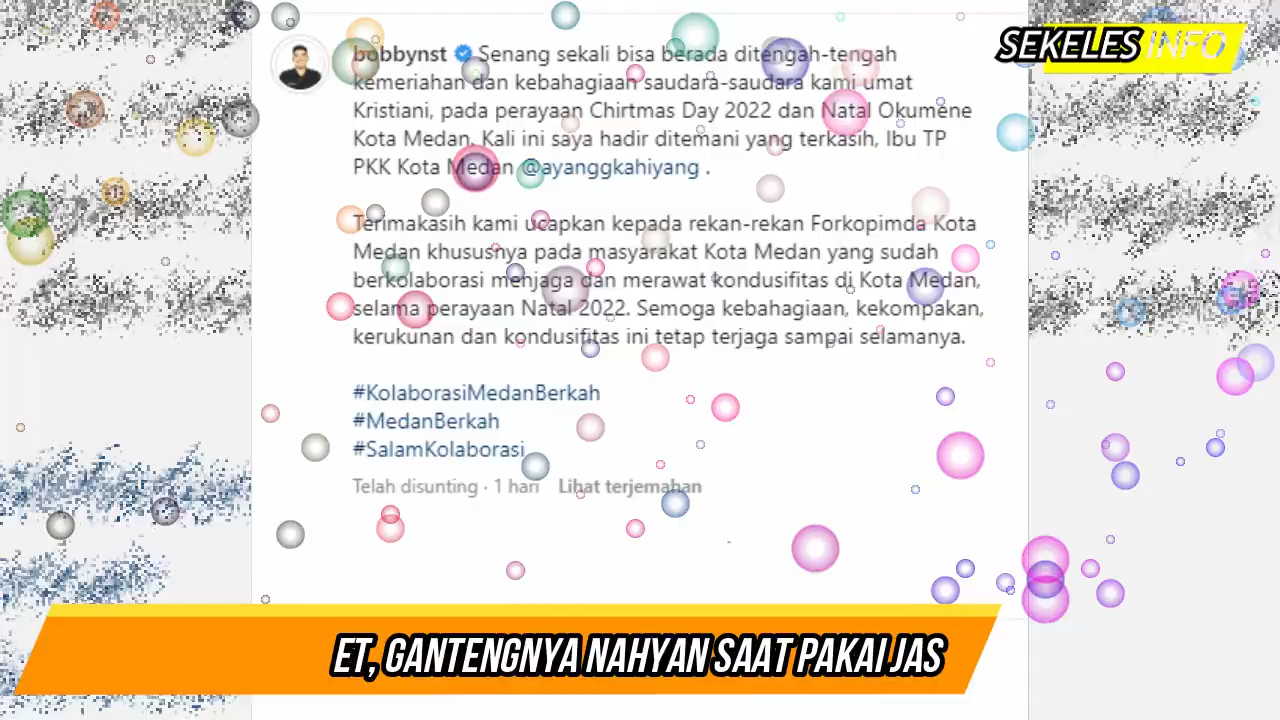 SEKELES INFO
bobbynst Senang sekali bisa berada ditengah-tengah
kemeriahan dan kebahagiaan saudara-saudara kami umat
Kristiani, pada perayaan Chirtmas Day 2022 dan Natal Okumene
Kota Medan. Kali ini saya hadir ditemani yang terkasih, Ibu TP
PKK Kota Medan @ayanggkahiyang .
Terimakasih kami ucapkan kepada rekan-rekan Forkopimda Kota
Medan khususnya pada masyarakat Kota Medan yang sudah
berkolaborasi menjaga dan merawat kondusifitas di Kota Medan,
selama perayaan Natal 2022. Semoga kebahagiaan, kekompakan,
kerukunan dan kondusifitas ini tetap terjaga sampai selamanya.
#KolaborasiMedanBerkah
#MedanBerkah
#SalamKolaborasi
Telah disunting · 1 hari Lihat terjemahan
ET, GANTENGNYA NAHYAN SAAT PAKAI JAS